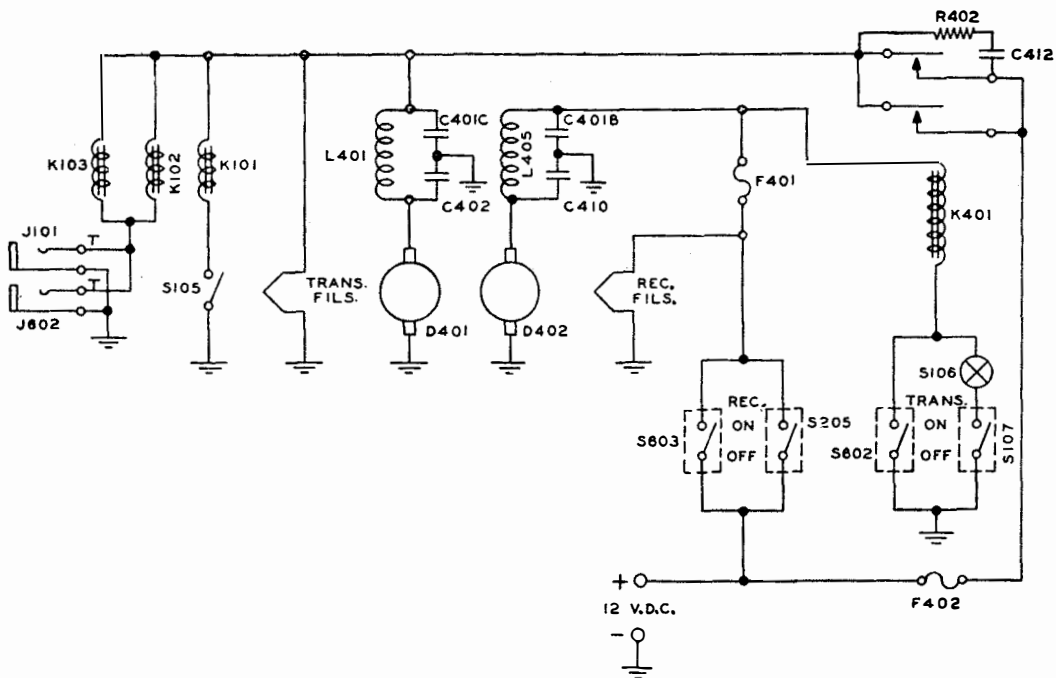 R402
C412
K103
K102
K101
L401
C401C
C402
L405
C401B
C410
F401
K401
J101
T
T
J602
S105
TRANS.
FILS.
D401
D402
REC.
FILS.
S106
S603
REC.
ON
OFF
S205
S602
TRANS.
ON
OFF
S107
+
12 V.D.C.
-
F402